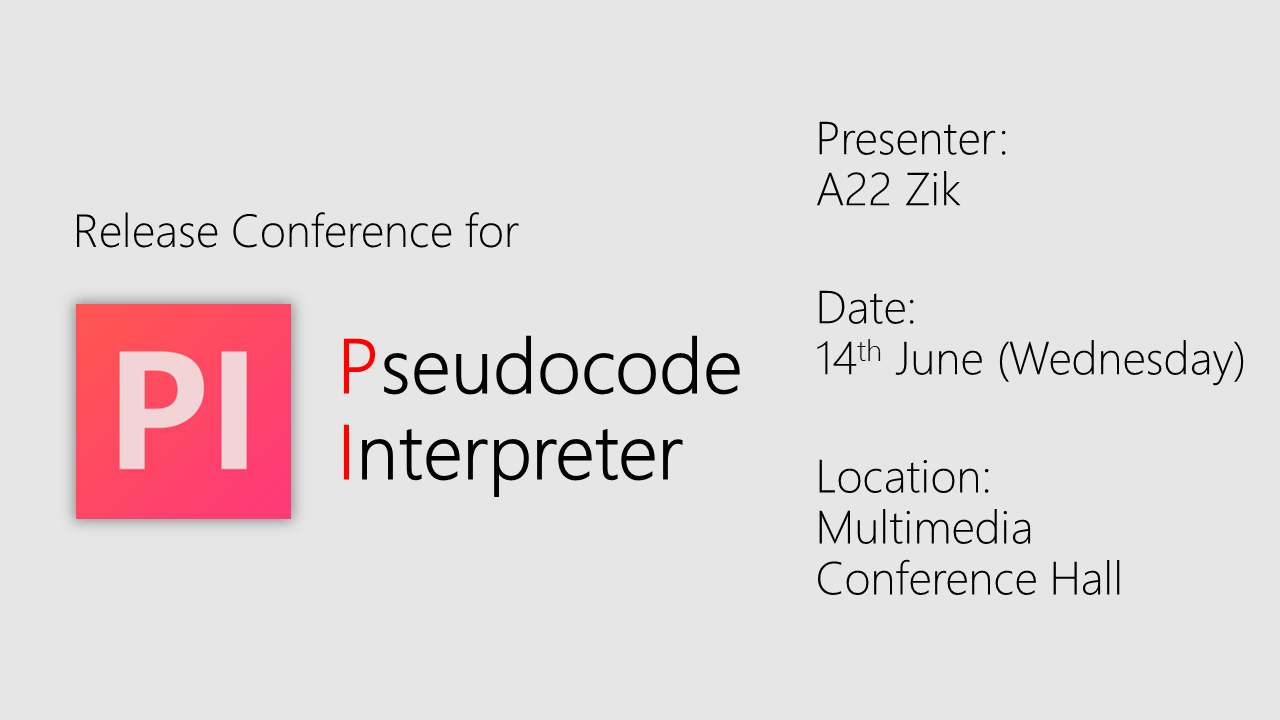 Release Conference for
PI
Pseudocode
Interpreter
Presenter:
A22 Zik
Date:
14th June (Wednesday)
Location:
Multimedia
Conference Hall